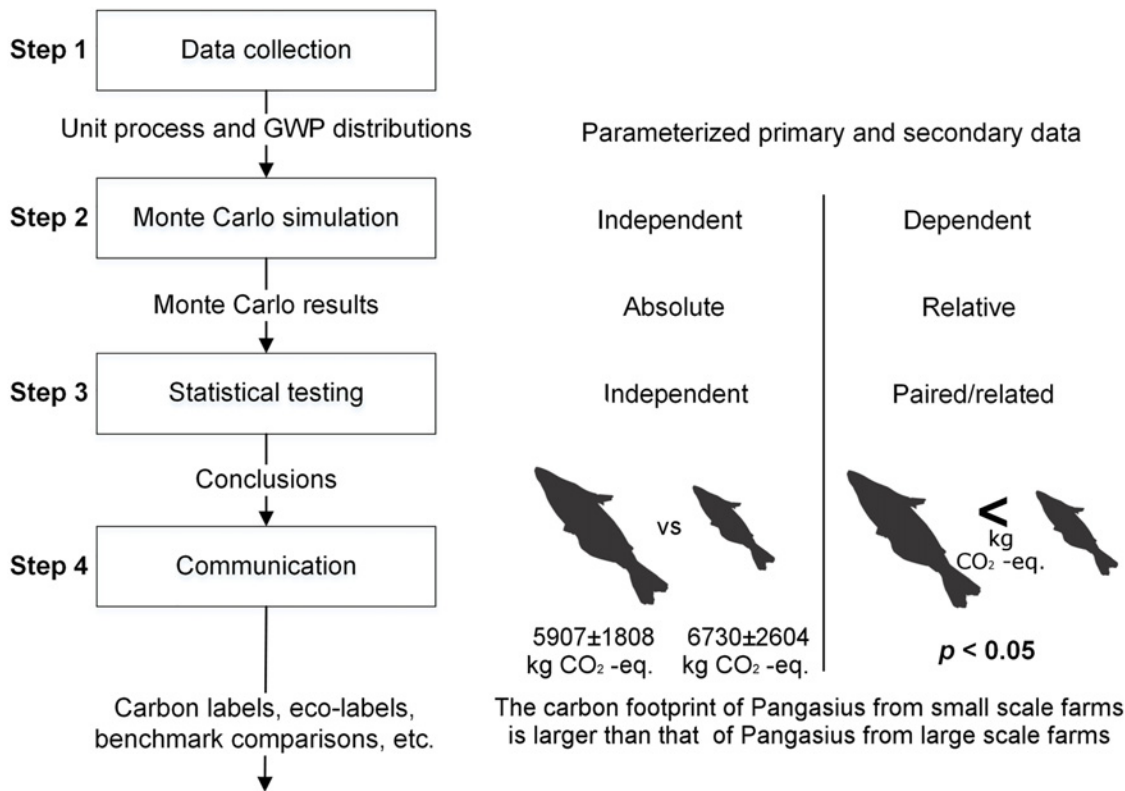 Step 1
Data collection
Unit process and GWP distributions
Parameterized primary and secondary data
Step 2
Monte Carlo simulation
Independent
Dependent
Monte Carlo results
Absolute
Relative
Step 3
Statistical testing
Independent
Paired/related
Conclusions
vs
<
kg
CO₂ -eq.
Step 4
Communication
5907±1808
kg CO₂ -eq.
6730±2604
kg CO₂ -eq.
p < 0.05
Carbon labels, eco-labels,
benchmark comparisons, etc.
The carbon footprint of Pangasius from small scale farms
is larger than that of Pangasius from large scale farms